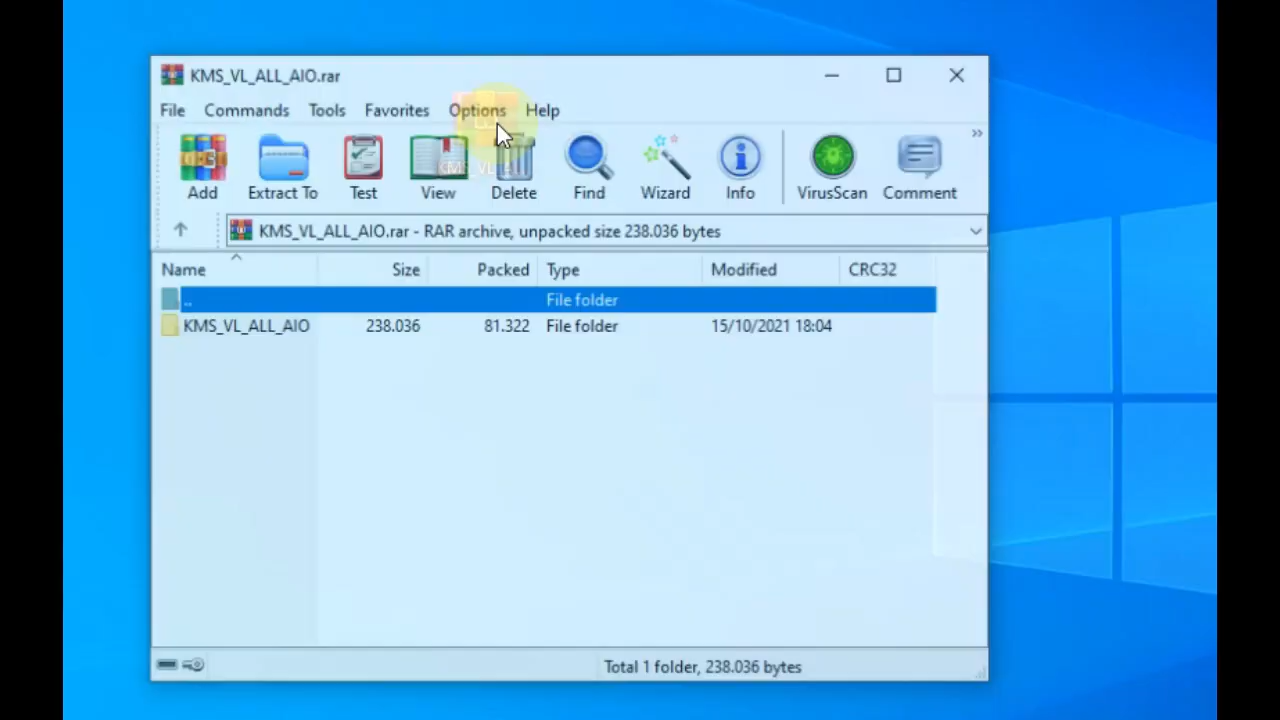 KMS_VL_ALL_AIO.rar
File Commands Tools Favorites Options Help
Add Extract To Test View Delete Find Wizard Info VirusScan Comment
KMS_VL_ALL_AIO.rar - RAR archive, unpacked size 238.036 bytes
Name Size Packed Type Modified CRC32
.. File folder
KMS_VL_ALL_AIO 238.036 81.322 File folder 15/10/2021 18:04
Total 1 folder, 238.036 bytes